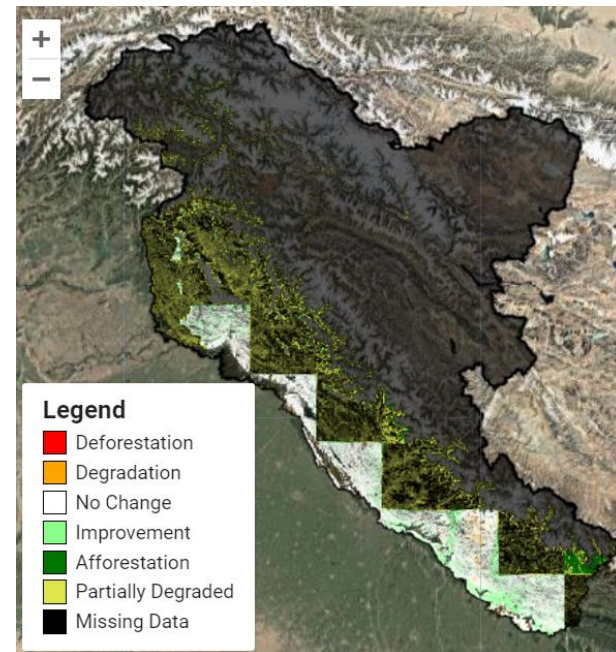 +
−
Legend
Deforestation
Degradation
No Change
Improvement
Afforestation
Partially Degraded
Missing Data